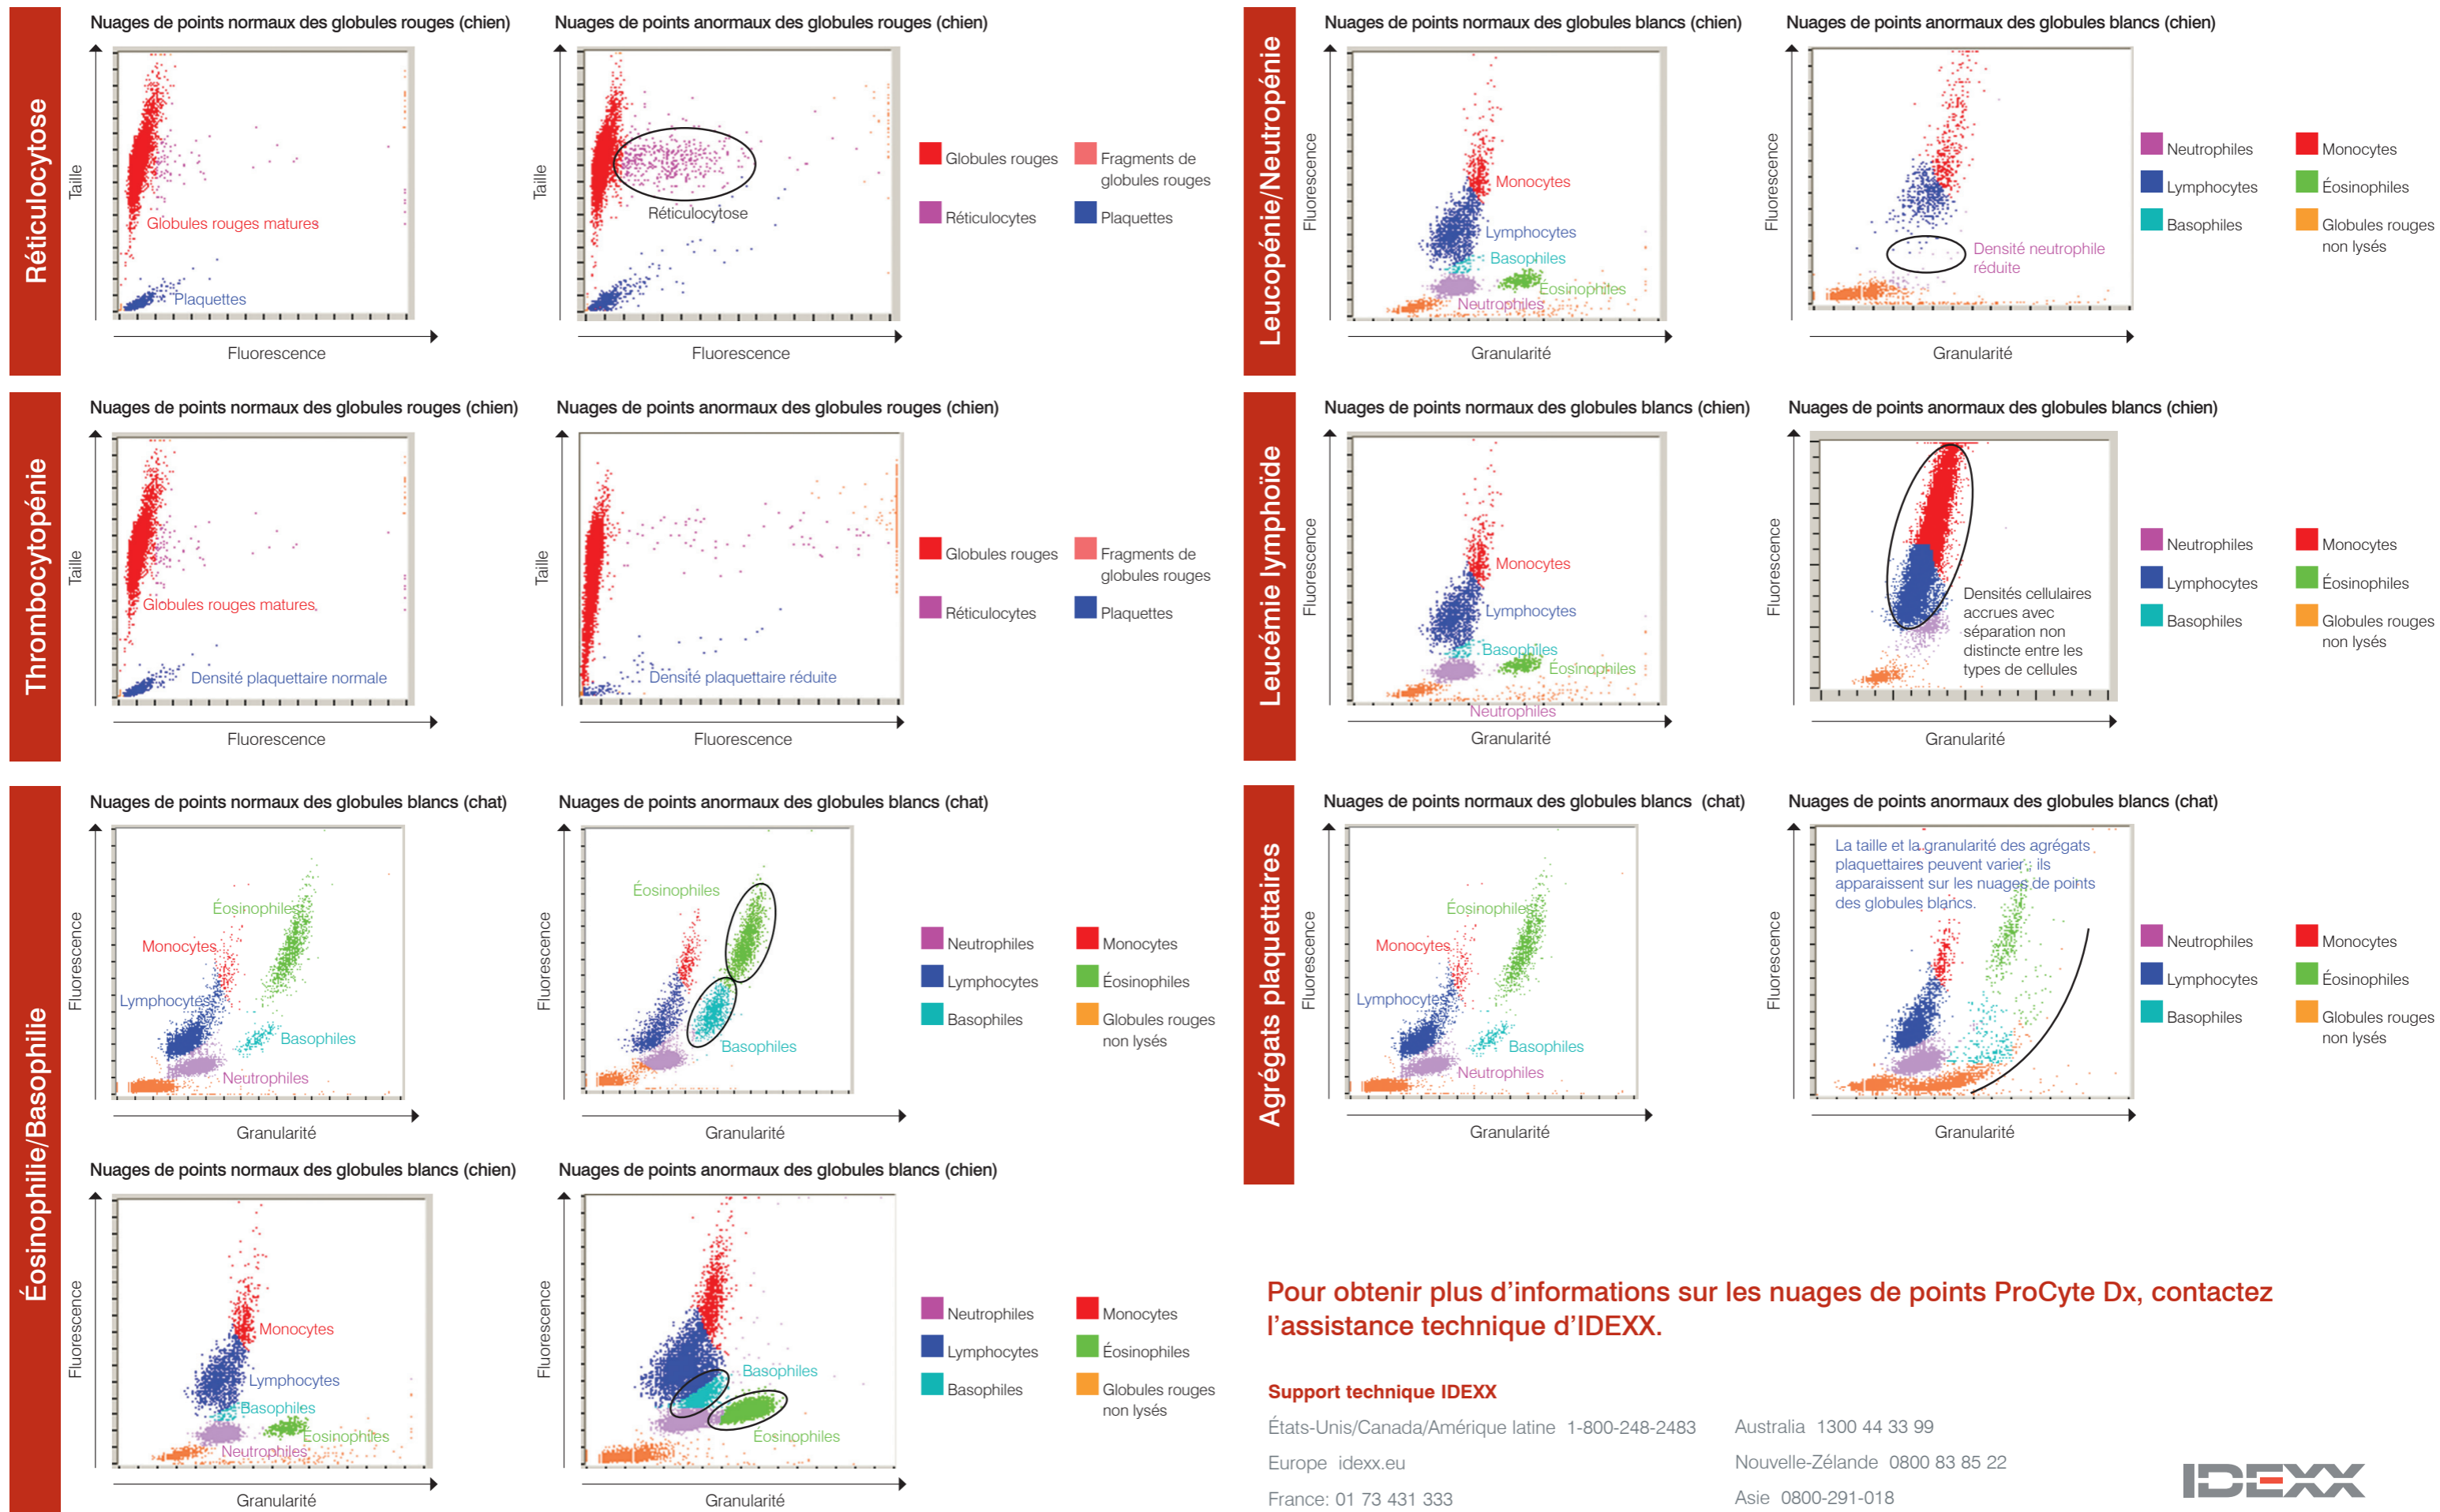 Réticulocytose
Nuages de points normaux des globules rouges (chien)
Taille
Globules rouges matures
Plaquettes
Fluorescence
Nuages de points anormaux des globules rouges (chien)
Taille
Réticulocytose
Fluorescence
Globules rouges
Fragments de
globules rouges
Réticulocytes
Plaquettes
Thrombocytopénie
Nuages de points normaux des globules rouges (chien)
Taille
Globules rouges matures
Densité plaquettaire normale
Fluorescence
Nuages de points anormaux des globules rouges (chien)
Taille
Densité plaquettaire réduite
Fluorescence
Globules rouges
Fragments de
globules rouges
Réticulocytes
Plaquettes
Éosinophilie/Basophilie
Nuages de points normaux des globules blancs (chat)
Fluorescence
Éosinophiles
Monocytes
Lymphocytes
Basophiles
Neutrophiles
Granularité
Nuages de points anormaux des globules blancs (chat)
Fluorescence
Éosinophiles
Basophiles
Granularité
Neutrophiles
Monocytes
Lymphocytes
Éosinophiles
Basophiles
Globules rouges
non lysés
Nuages de points normaux des globules blancs (chien)
Fluorescence
Monocytes
Lymphocytes
Basophiles
Éosinophiles
Neutrophiles
Granularité
Nuages de points anormaux des globules blancs (chien)
Fluorescence
Basophiles
Éosinophiles
Granularité
Neutrophiles
Monocytes
Lymphocytes
Éosinophiles
Basophiles
Globules rouges
non lysés
Leucopénie/Neutropénie
Nuages de points normaux des globules blancs (chien)
Fluorescence
Monocytes
Lymphocytes
Basophiles
Éosinophiles
Neutrophiles
Granularité
Nuages de points anormaux des globules blancs (chien)
Fluorescence
Densité neutrophile
réduite
Granularité
Neutrophiles
Monocytes
Lymphocytes
Éosinophiles
Basophiles
Globules rouges
non lysés
Leucémie lymphoïde
Nuages de points normaux des globules blancs (chien)
Fluorescence
Monocytes
Lymphocytes
Basophiles
Éosinophiles
Neutrophiles
Granularité
Nuages de points anormaux des globules blancs (chien)
Fluorescence
Densités cellulaires
accrues avec
séparation non
distincte entre les
types de cellules
Granularité
Neutrophiles
Monocytes
Lymphocytes
Éosinophiles
Basophiles
Globules rouges
non lysés
Agrégats plaquettaires
Nuages de points normaux des globules blancs (chat)
Fluorescence
Éosinophiles
Monocytes
Lymphocytes
Basophiles
Neutrophiles
Granularité
Nuages de points anormaux des globules blancs (chat)
Fluorescence
La taille et la granularité des agrégats
plaquettaires peuvent varier : ils
apparaissent sur les nuages de points
des globules blancs.
Granularité
Neutrophiles
Monocytes
Lymphocytes
Éosinophiles
Basophiles
Globules rouges
non lysés
Pour obtenir plus d’informations sur les nuages de points ProCyte Dx, contactez
l’assistance technique d’IDEXX.
Support technique IDEXX
États-Unis/Canada/Amérique latine 1-800-248-2483
Europe idexx.eu
France: 01 73 431 333
Australia 1300 44 33 99
Nouvelle-Zélande 0800 83 85 22
Asie 0800-291-018
IDEXX